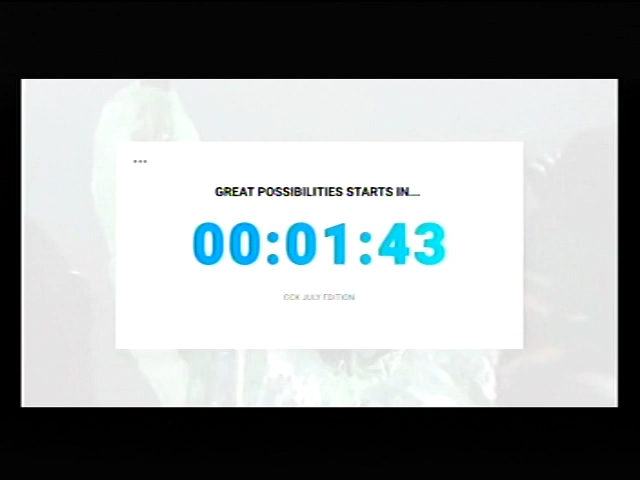 GREAT POSSIBILITIES STARTS IN....
00:01:43
GCK JULY EDITION